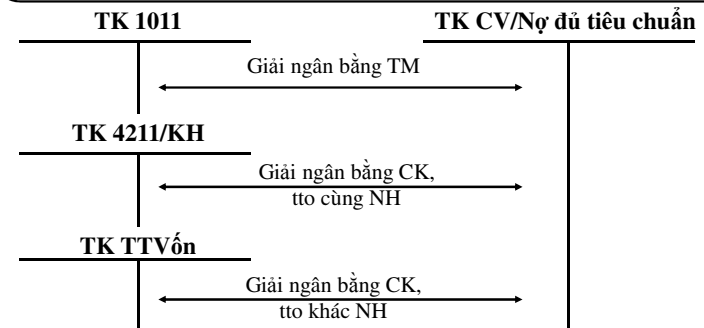 TK 1011
TK CV/Nợ đủ tiêu chuẩn
Giải ngân bằng TM
TK 4211/KH
Giải ngân bằng CK,
tto cùng NH
TK TTVốn
Giải ngân bằng CK,
tto khác NH